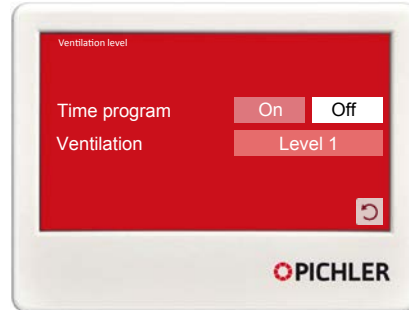 Ventilation level
Time program On Off
Ventilation Level 1
PICHLER